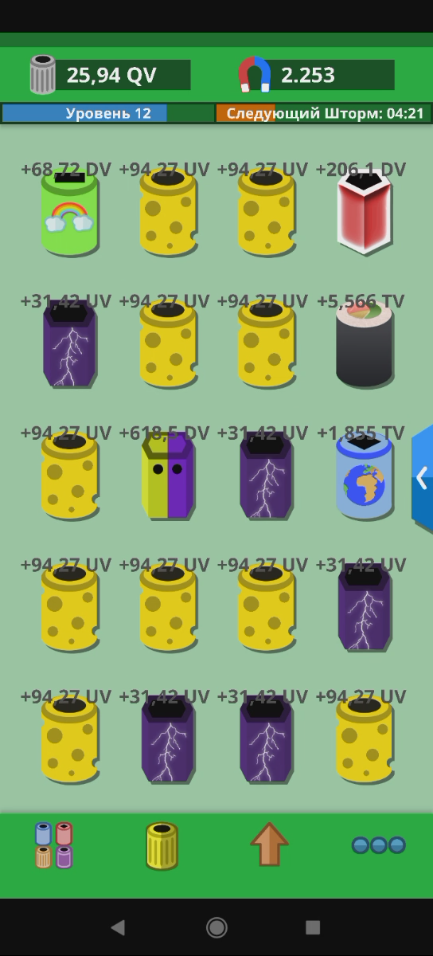 25,94 QV
2.253
Уровень 12
Следующий Шторм: 04:21
+68,72 DV +94,27 UV +94,27 UV +206,1 DV
+31,42 UV +94,27 UV +94,27 UV +5,566 TV
+94,27 UV +618,5 DV +31,42 UV +1,855 TV
+94,27 UV +94,27 UV +94,27 UV +31,42 UV
+94,27 UV +31,42 UV +31,42 UV +94,27 UV